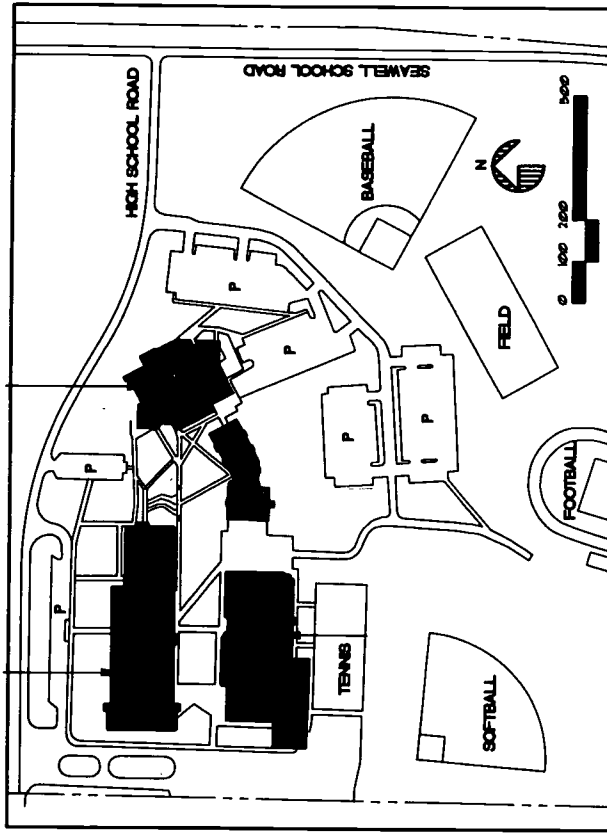 HIGH SCHOOL ROAD
SEAWELL SCHOOL ROAD
BASEBALL
N
0 100 200 500
P
P
P
P
P
P
FIELD
FOOTBALL
TENNIS
SOFTBALL